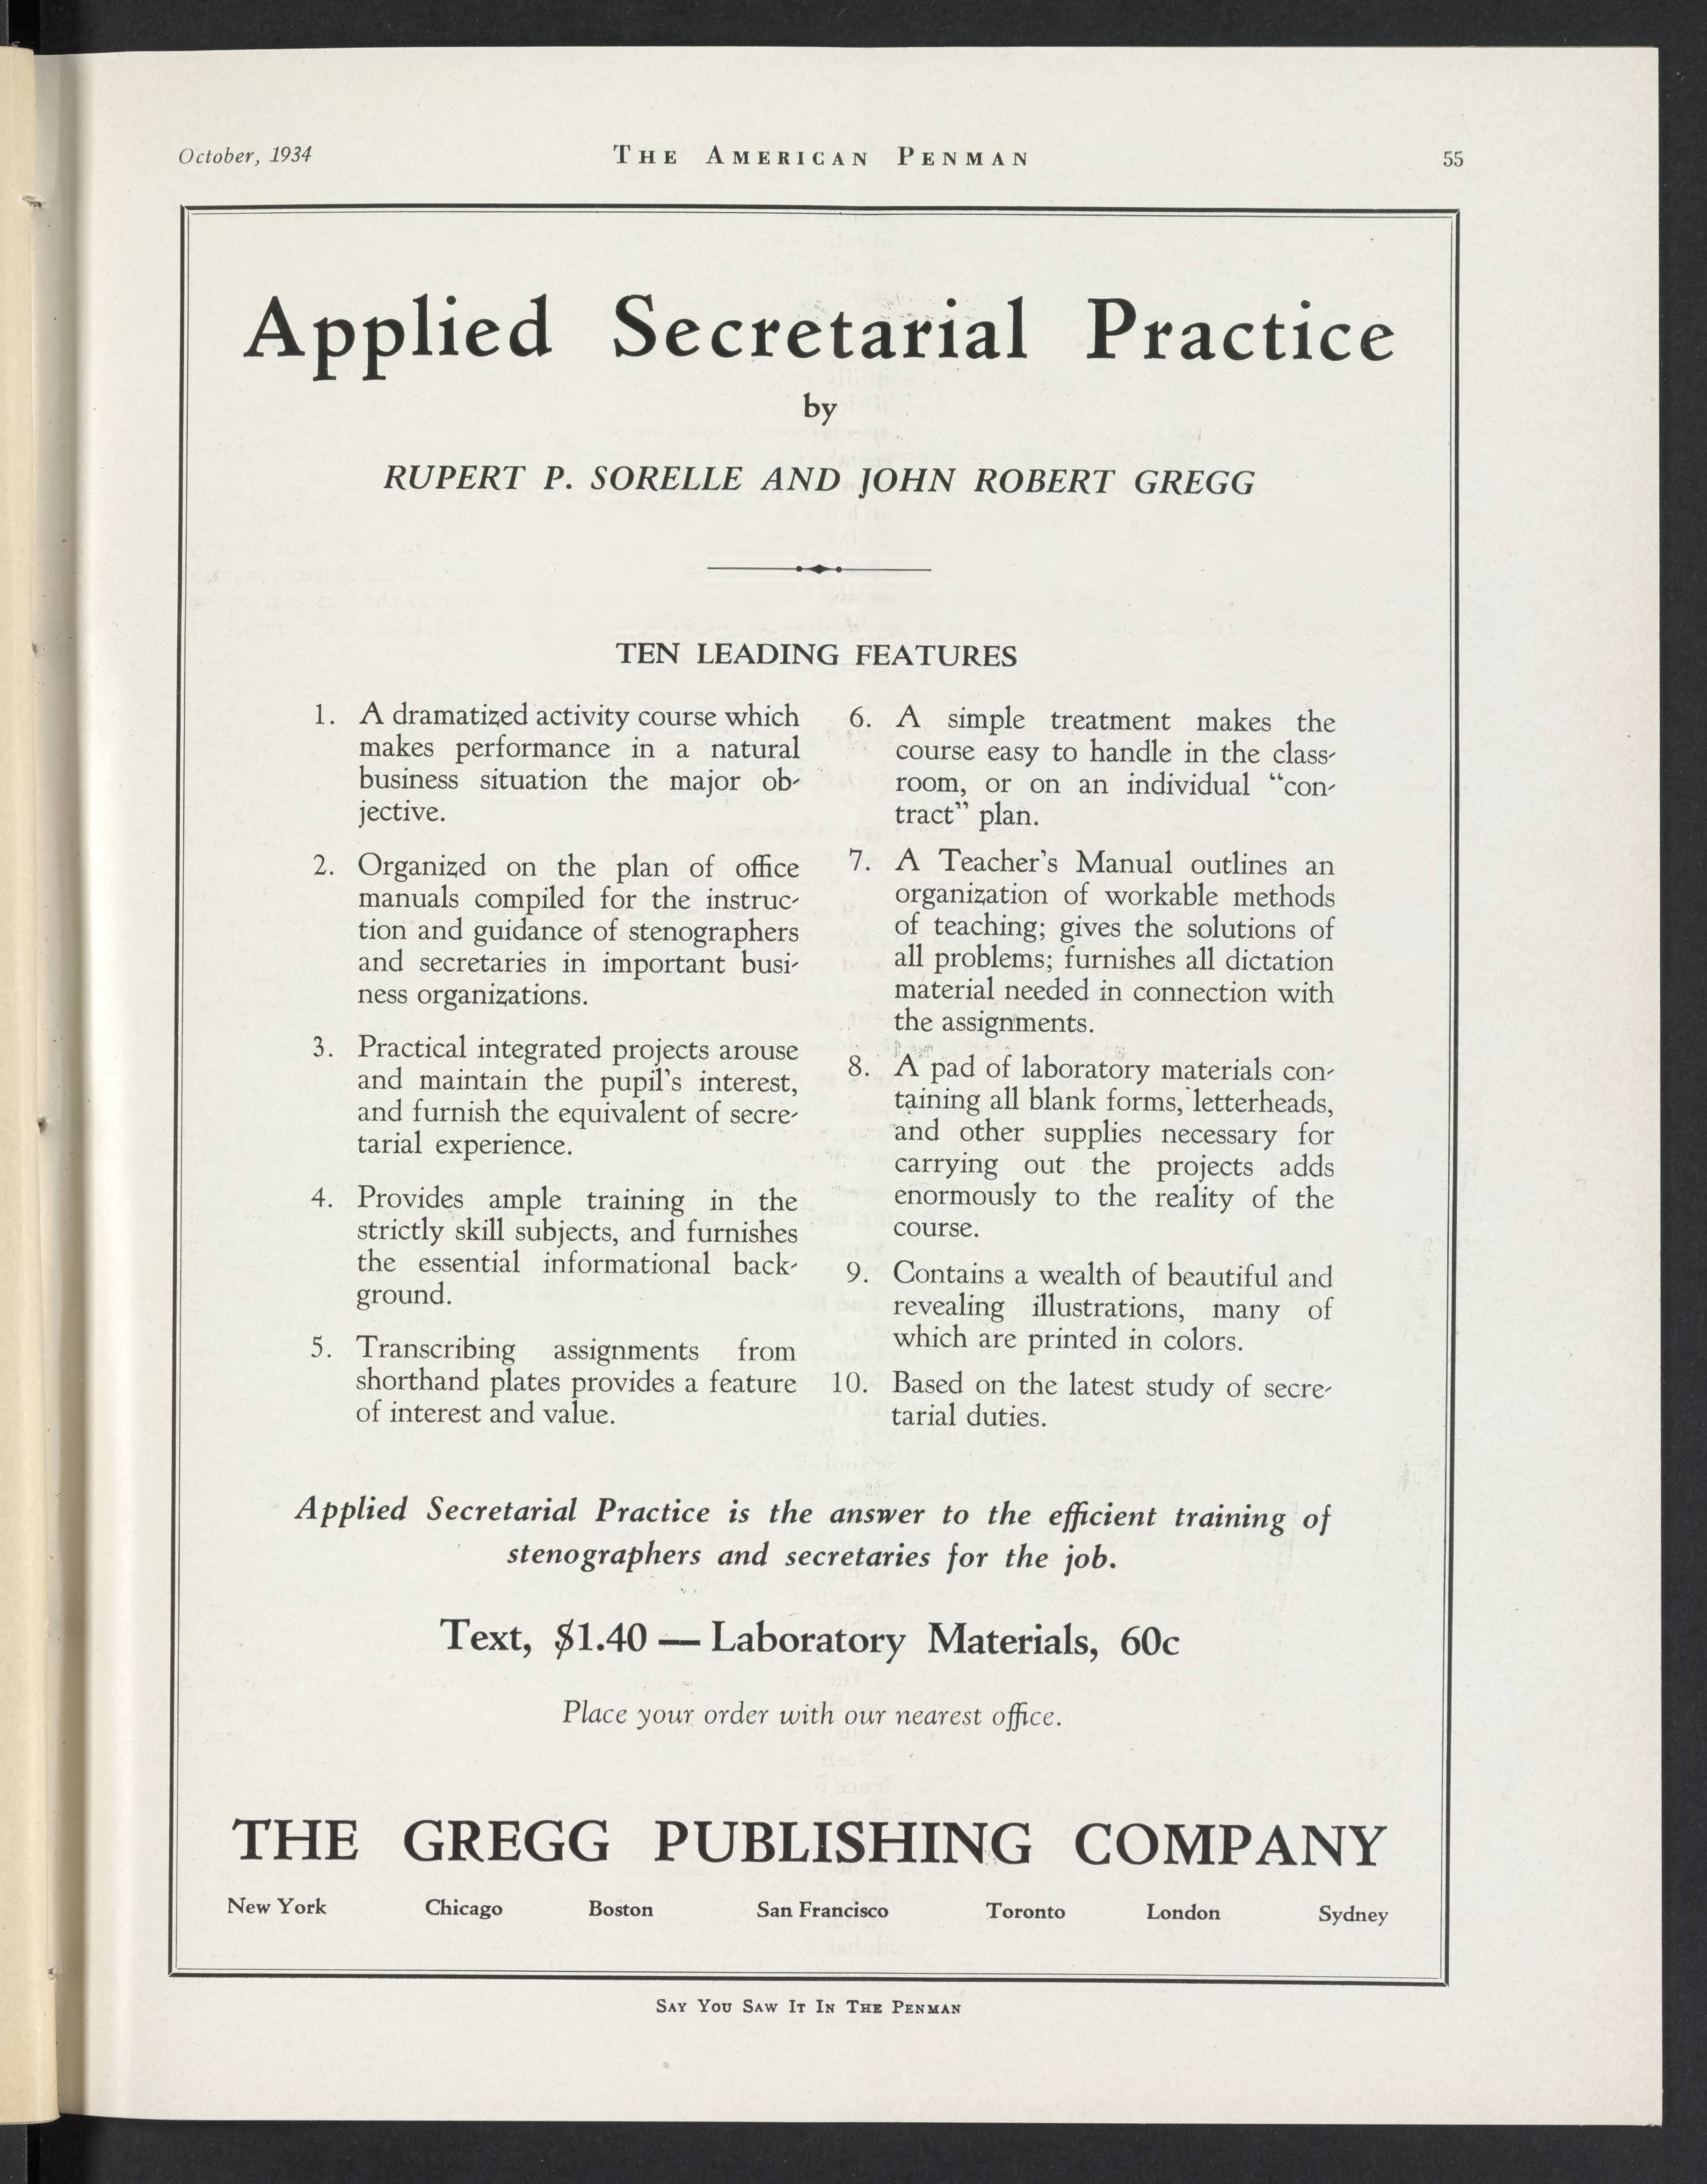 October, 1934
THE AMERICAN PENMAN
55
Applied Secretarial Practice
by
RUPERT P. SORELLE AND JOHN ROBERT GREGG
TEN LEADING FEATURES
1. A dramatized activity course which
makes performance in a natural
business situation the major ob-
jective.
2. Organized on the plan of office
manuals compiled for the instruc-
tion and guidance of stenographers
and secretaries in important busi-
ness organizations.
3. Practical integrated projects arouse
and maintain the pupil's interest,
and furnish the equivalent of secre-
tarial experience.
4. Provides ample training in the
strictly skill subjects, and furnishes
the essential informational back-
ground.
5. Transcribing assignments from
shorthand plates provides a feature
of interest and value.
6. A simple treatment makes the
course easy to handle in the class-
room, or on an individual “con-
tract” plan.
7. A Teacher's Manual outlines an
organization of workable methods
of teaching; gives the solutions of
all problems; furnishes all dictation
material needed in connection with
the assignments.
8. A pad of laboratory materials con-
taining all blank forms, letterheads,
and other supplies necessary for
carrying out the projects adds
enormously to the reality of the
course.
9. Contains a wealth of beautiful and
revealing illustrations, many of
which are printed in colors.
10. Based on the latest study of secre-
tarial duties.
Applied Secretarial Practice is the answer to the efficient training of
stenographers and secretaries for the job.
Text, $1.40 — Laboratory Materials, 60c
Place your order with our nearest office.
THE GREGG PUBLISHING COMPANY
New York Chicago Boston San Francisco Toronto London Sydney
SAY YOU SAW IT IN THE PENMAN